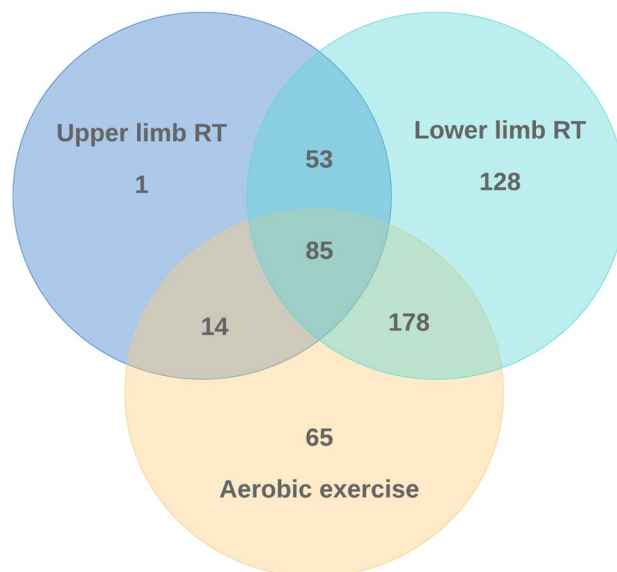 Upper limb RT
1
53
Lower limb RT
128
85
14
178
65
Aerobic exercise